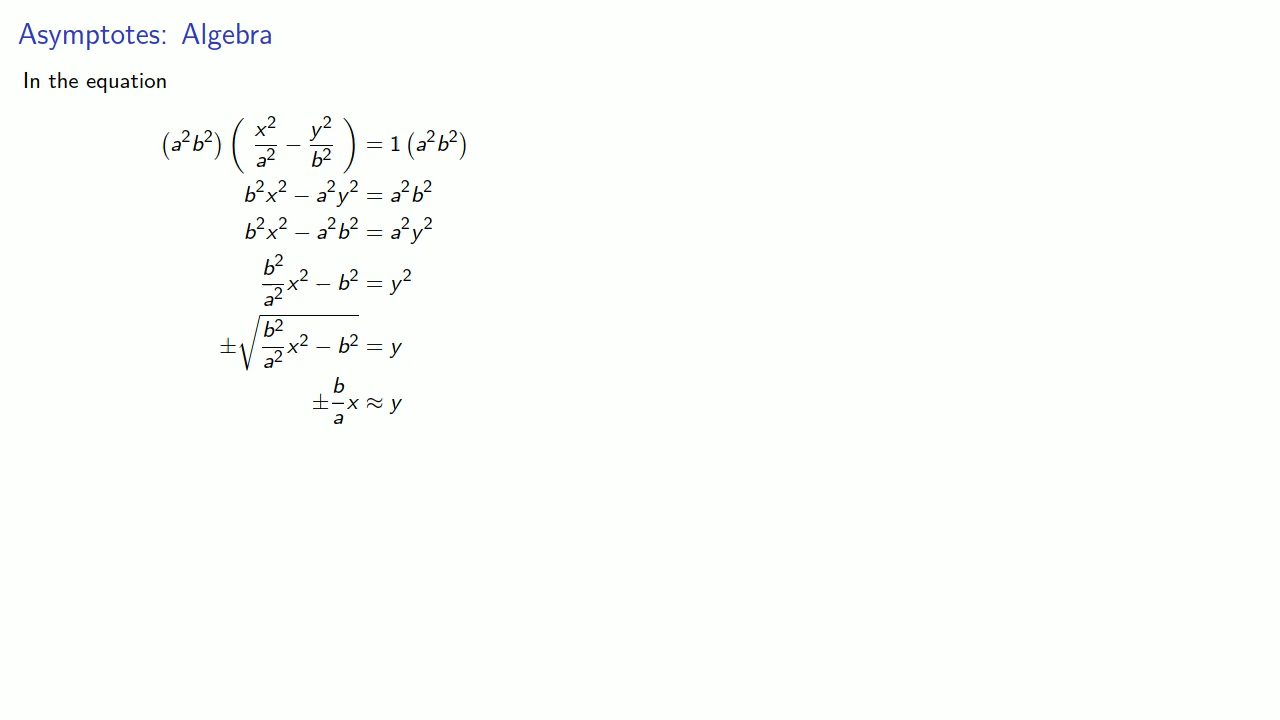 Asymptotes: Algebra
In the equation
(a²b²) ( x²/a² − y²/b² ) = 1 (a²b²)
b²x² − a²y² = a²b²
b²x² − a²b² = a²y²
b²/a² x² − b² = y²
±√(b²/a² x² − b²) = y
± b/a x ≈ y